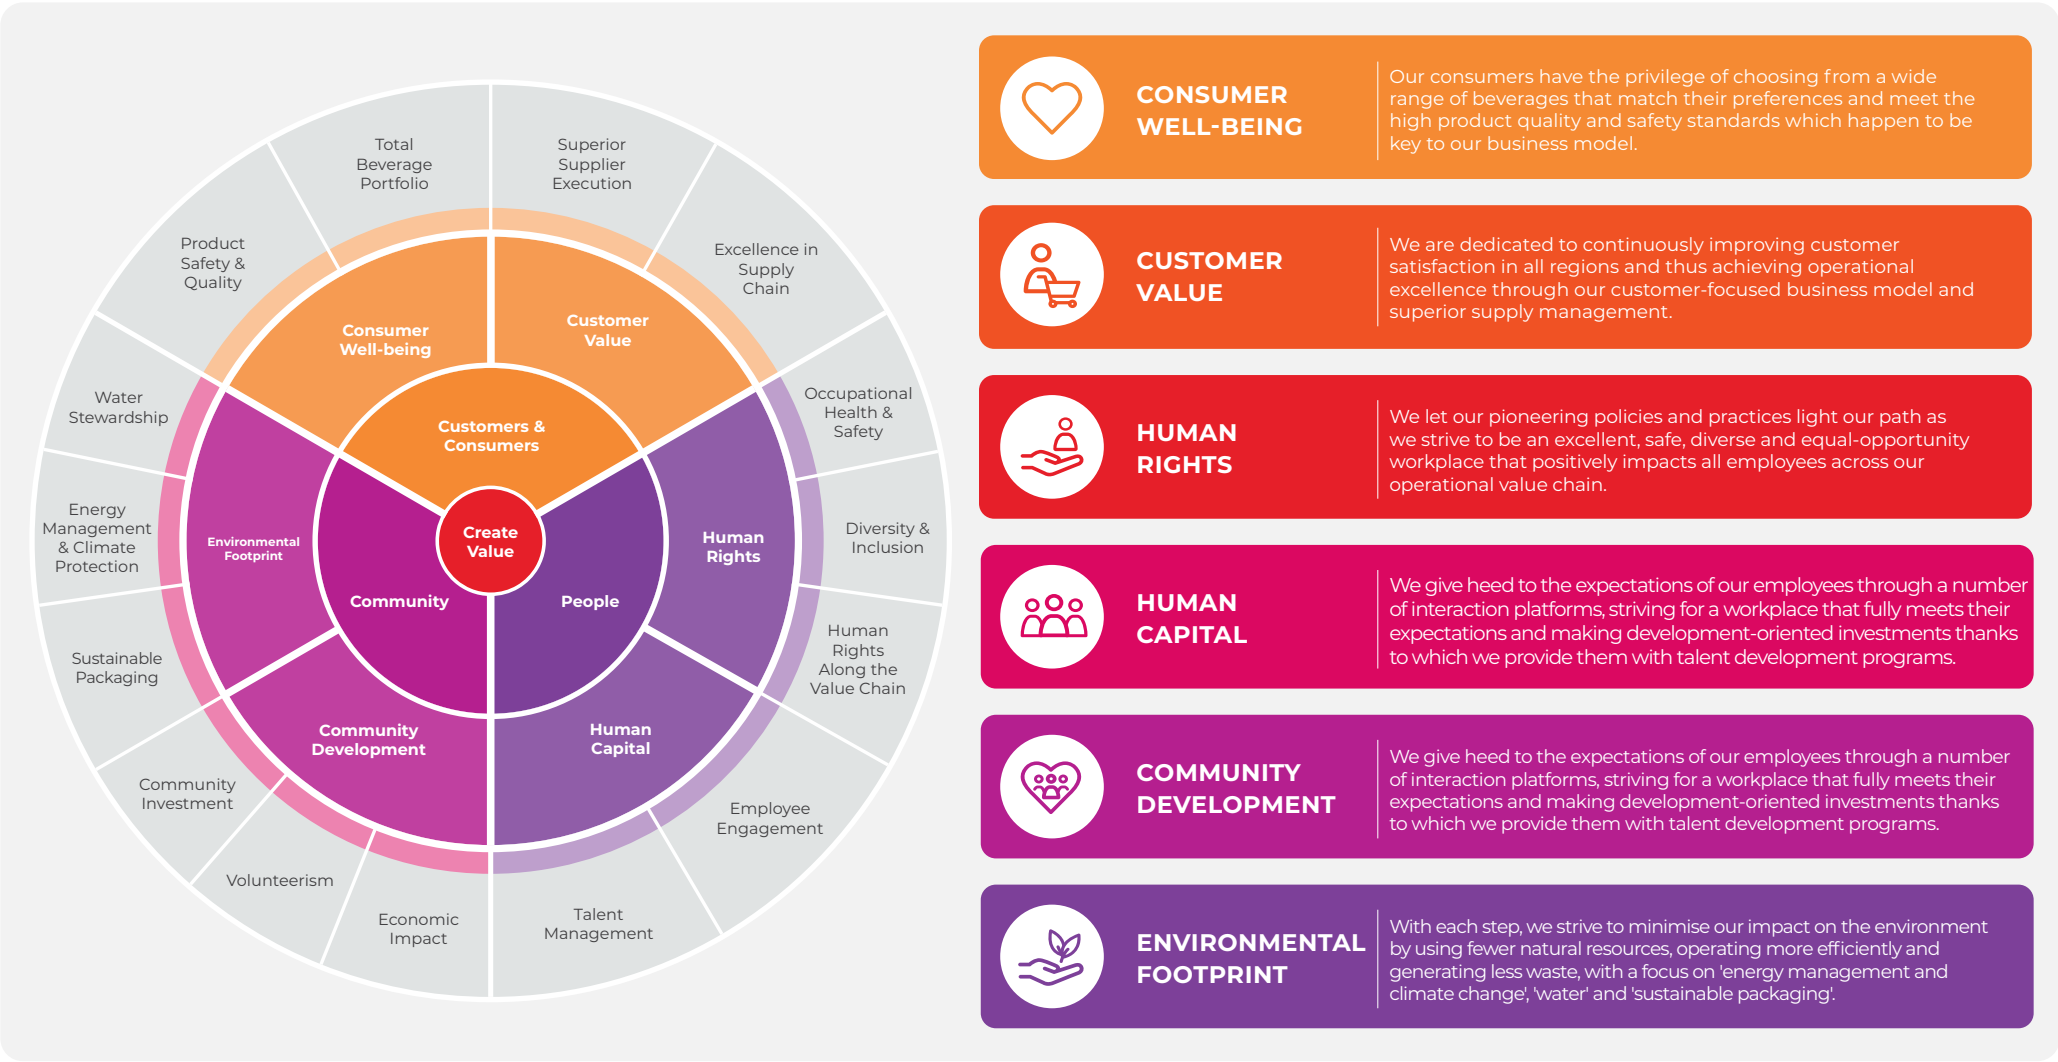 Total
Beverage
Portfolio
Superior
Supplier
Execution
Product
Safety &
Quality
Excellence in
Supply
Chain
Water
Stewardship
Occupational
Health &
Safety
Energy
Management
& Climate
Protection
Diversity &
Inclusion
Sustainable
Packaging
Human
Rights
Along the
Value Chain
Community
Investment
Employee
Engagement
Volunteerism
Economic
Impact
Talent
Management
Consumer
Well-being
Customer
Value
Customers &
Consumers
Environmental
Footprint
Create
Value
Human
Rights
Community
People
Community
Development
Human
Capital
CONSUMER
WELL-BEING
Our consumers have the privilege of choosing from a wide
range of beverages that match their preferences and meet the
high product quality and safety standards which happen to be
key to our business model.
CUSTOMER
VALUE
We are dedicated to continuously improving customer
satisfaction in all regions and thus achieving operational
excellence through our customer-focused business model and
superior supply management.
HUMAN
RIGHTS
We let our pioneering policies and practices light our path as
we strive to be an excellent, safe, diverse and equal-opportunity
workplace that positively impacts all employees across our
operational value chain.
HUMAN
CAPITAL
We give heed to the expectations of our employees through a number
of interaction platforms, striving for a workplace that fully meets their
expectations and making development-oriented investments thanks
to which we provide them with talent development programs.
COMMUNITY
DEVELOPMENT
We give heed to the expectations of our employees through a number
of interaction platforms, striving for a workplace that fully meets their
expectations and making development-oriented investments thanks
to which we provide them with talent development programs.
ENVIRONMENTAL
FOOTPRINT
With each step, we strive to minimise our impact on the environment
by using fewer natural resources, operating more efficiently and
generating less waste, with a focus on 'energy management and
climate change', 'water' and 'sustainable packaging'.